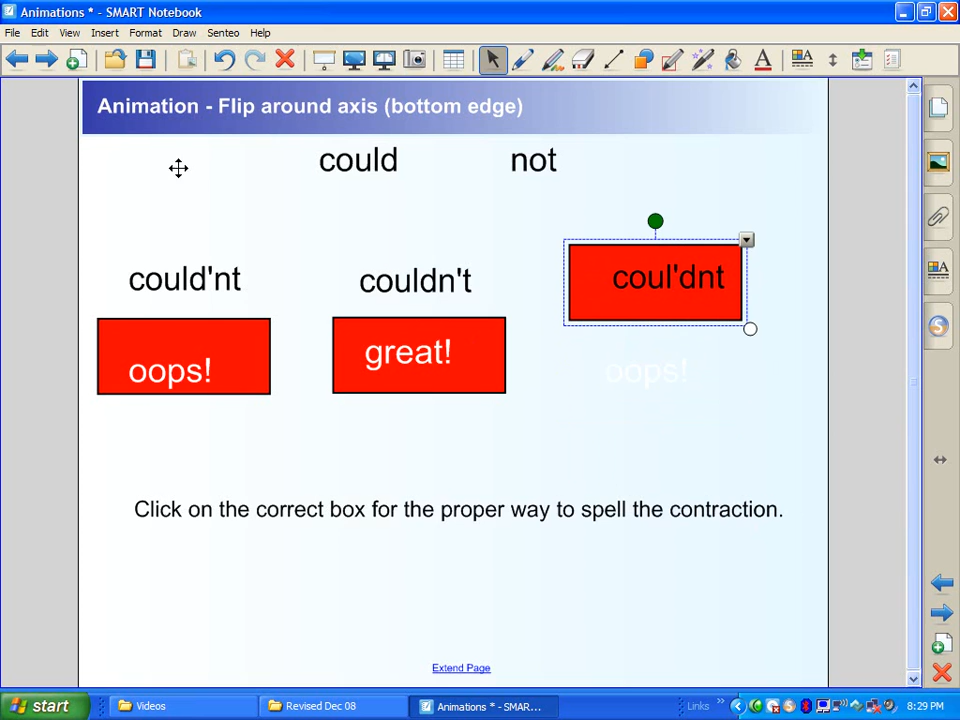 Animations * - SMART Notebook
File Edit View Insert Format Draw Senteo Help
Animation - Flip around axis (bottom edge)
could not
could'nt couldn't coul'dnt
oops! great! oops!
Click on the correct box for the proper way to spell the contraction.
Extend Page
start Videos Revised Dec 08 Animations * - SMAR... Links » 8:29 PM